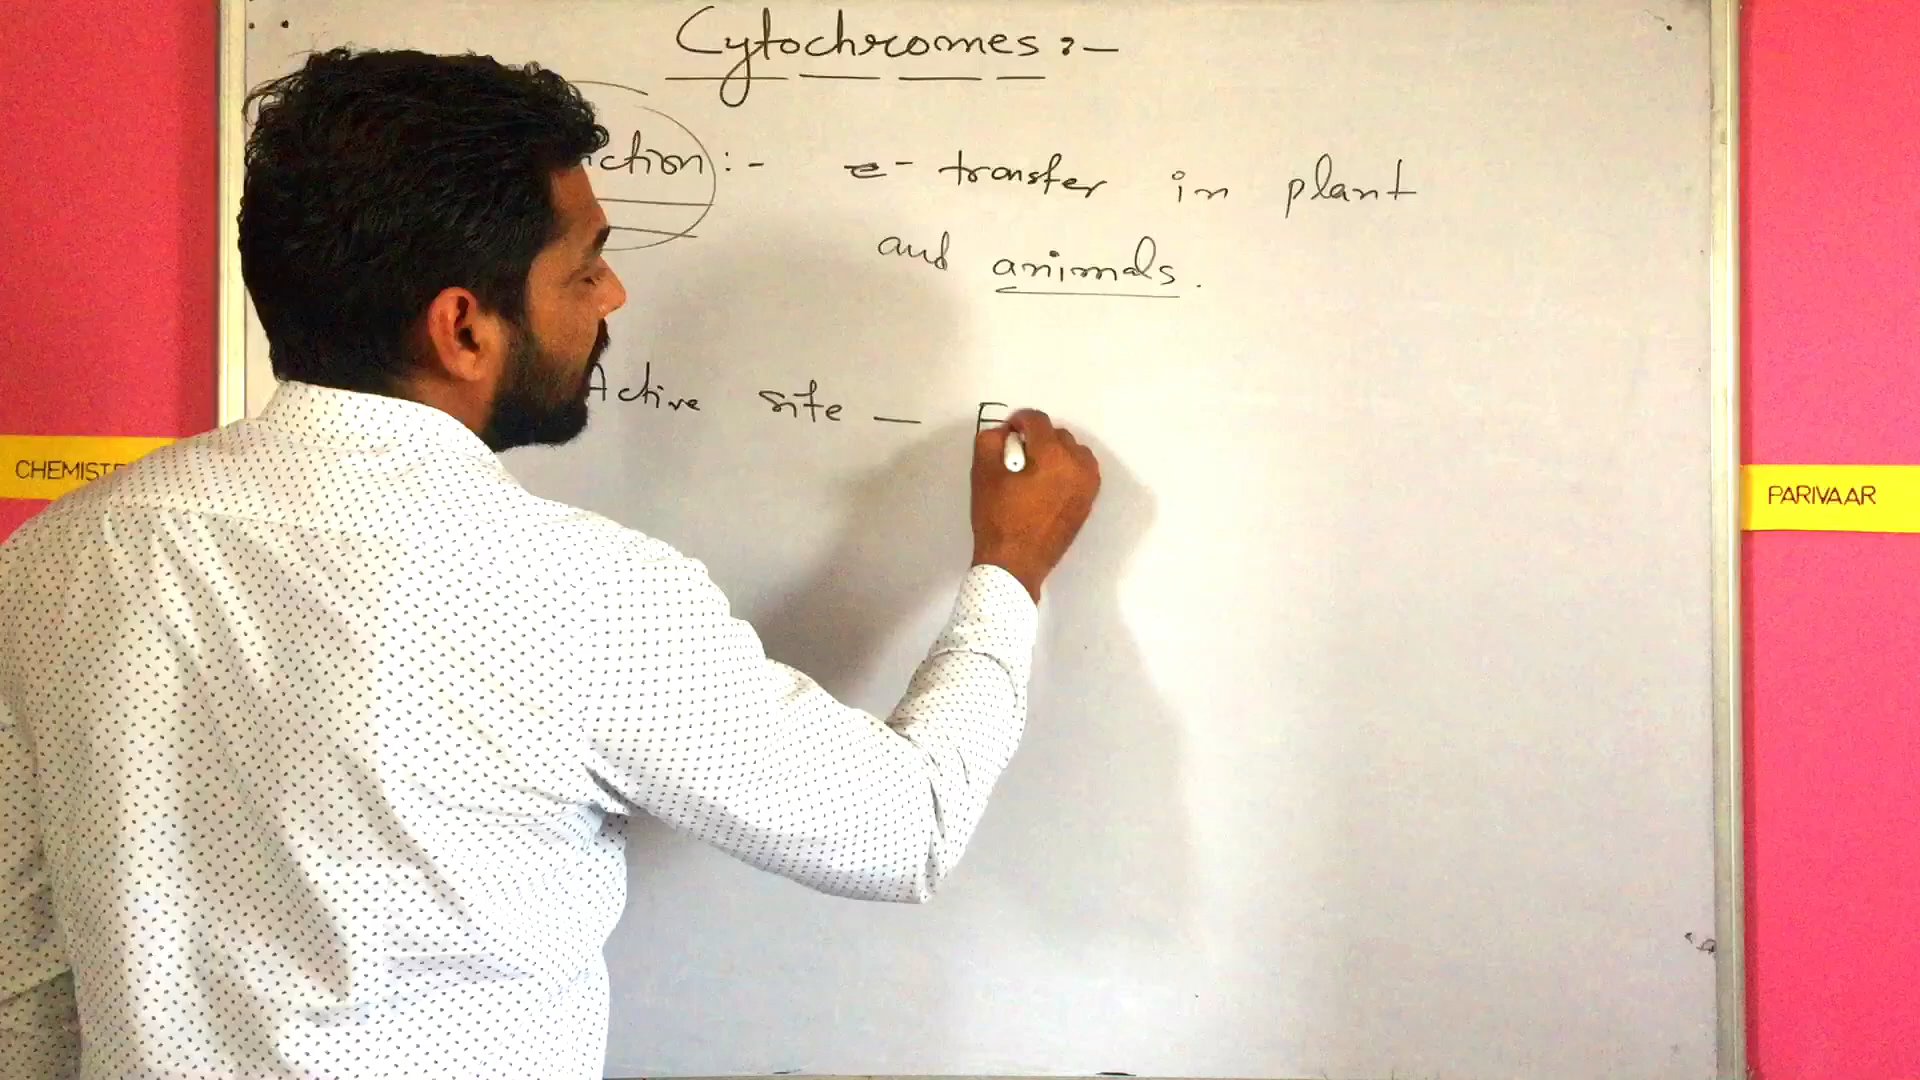 Cytochromes :-
ction :- e- transfer in plant
and animals.
Active site — F
CHEMIST
PARIVAAR